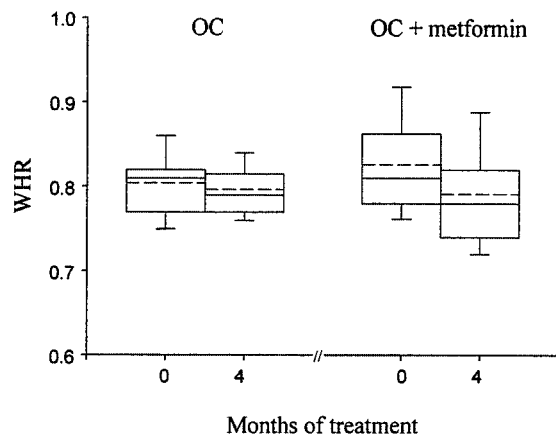 OC OC + metformin
1.0
0.9
0.8
0.7
0.6
WHR
0 4 // 0 4
Months of treatment